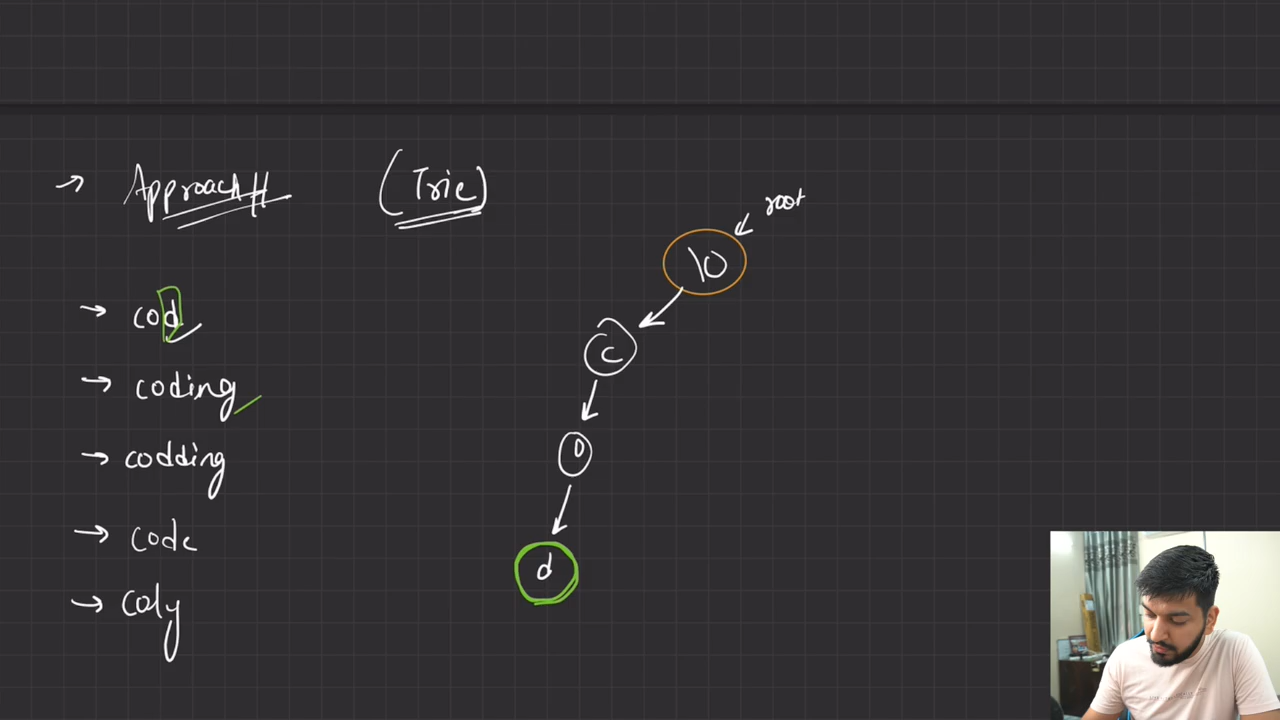 → Approach # (Trie)
root
\0
→ cod
c
→ coding
→ codding
o
→ code
d
→ coly